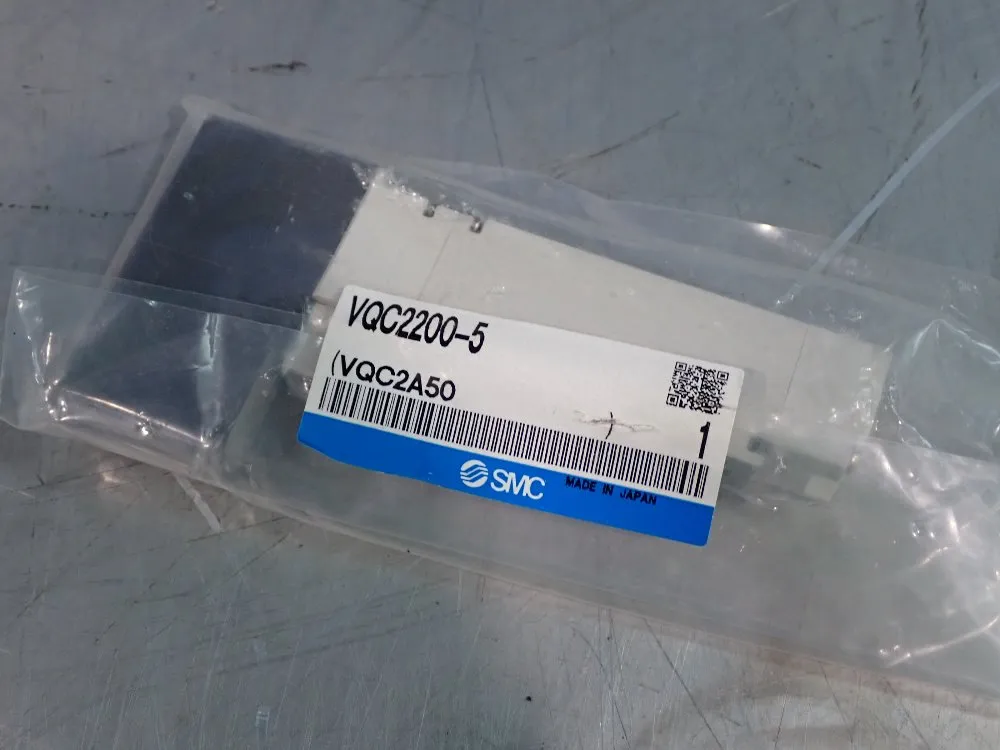 VQC2200-5
(VQC2A50
)
1
SMC MADE IN JAPAN